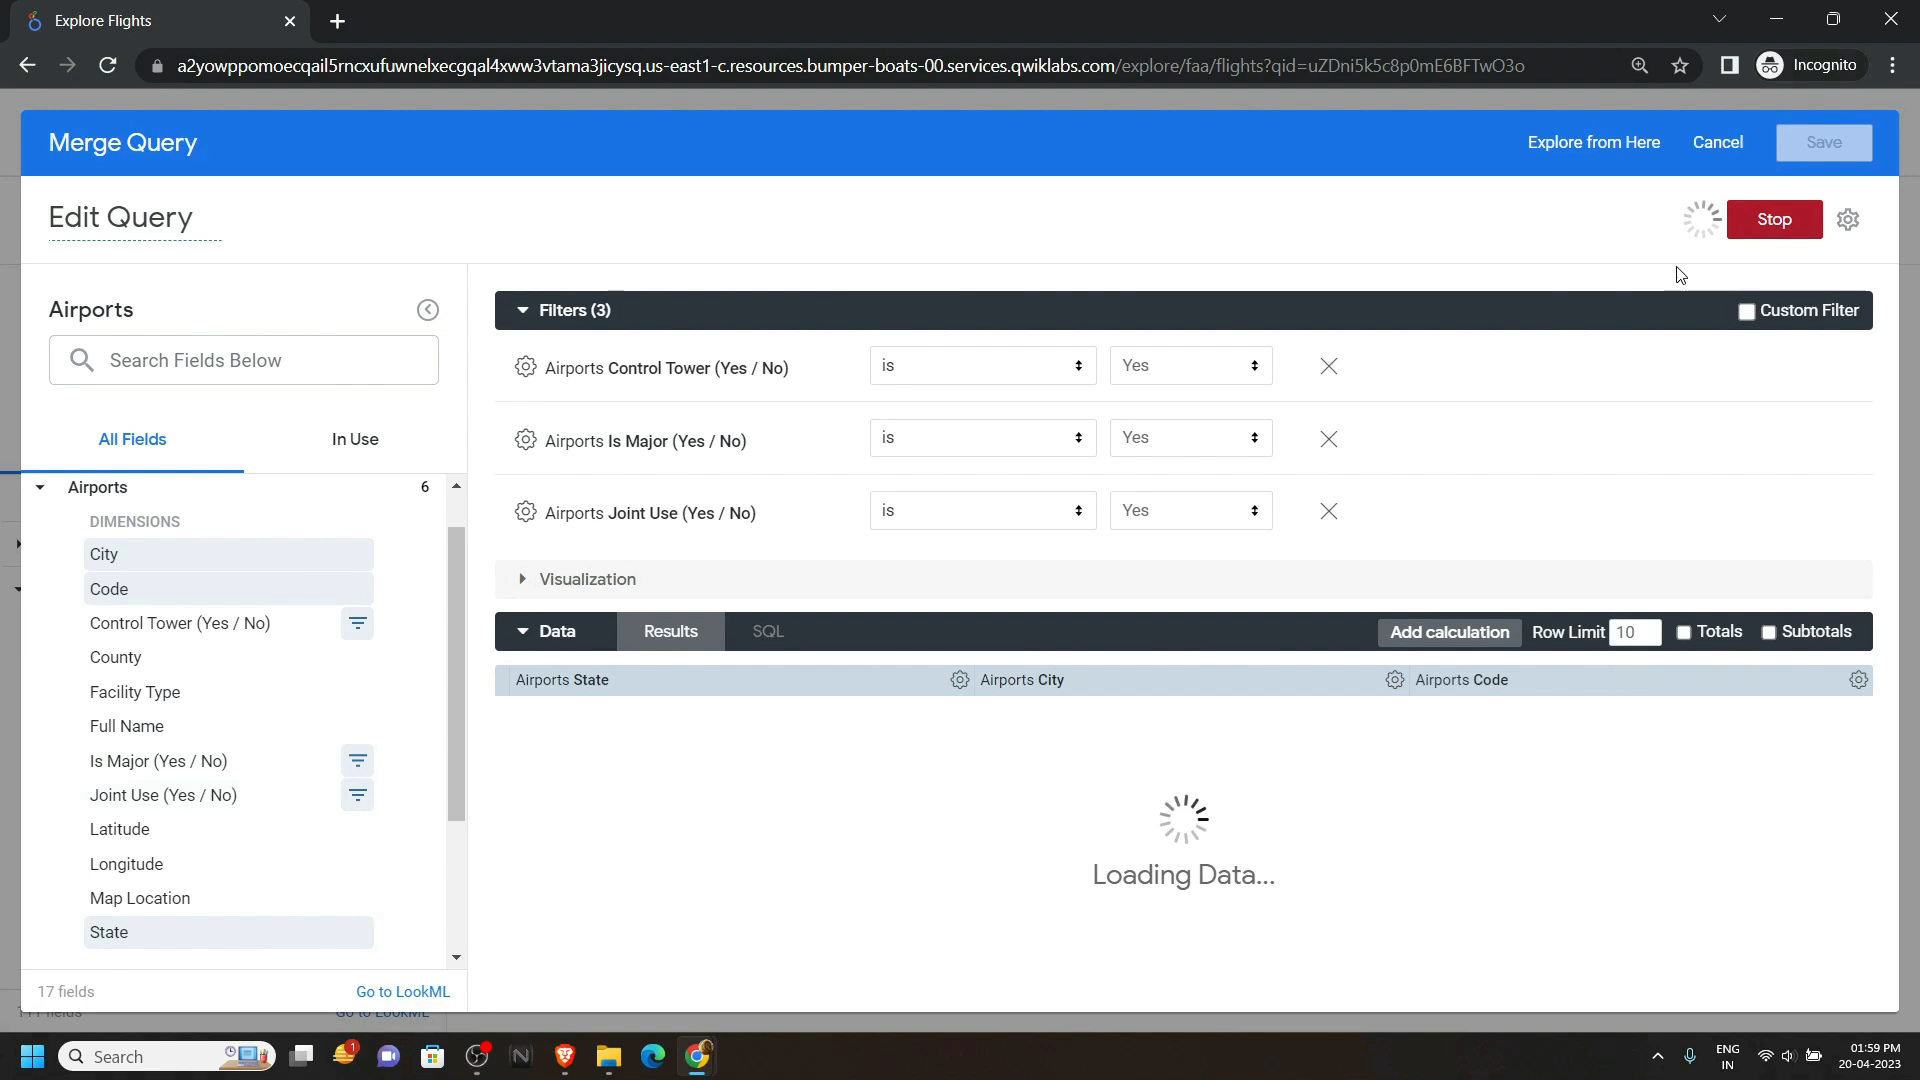 Explore Flights
a2yowppomoecqail5rncxufuwnelxecgqal4xww3vtama3jicysq.us-east1-c.resources.bumper-boats-00.services.qwiklabs.com/explore/faa/flights?qid=uZDni5k5c8p0mE6BFTwO3o
Incognito
Merge Query
Explore from Here
Cancel
Save
Edit Query
Stop
Airports
Search Fields Below
All Fields
In Use
Airports
6
DIMENSIONS
City
Code
Control Tower (Yes / No)
County
Facility Type
Full Name
Is Major (Yes / No)
Joint Use (Yes / No)
Latitude
Longitude
Map Location
State
17 fields
Go to LookML
Filters (3)
Custom Filter
Airports Control Tower (Yes / No)
is
Yes
Airports Is Major (Yes / No)
is
Yes
Airports Joint Use (Yes / No)
is
Yes
Visualization
Data
Results
SQL
Add calculation
Row Limit
10
Totals
Subtotals
Airports State
Airports City
Airports Code
Loading Data...
Go to LookML
Search
1
ENG
IN
01:59 PM
20-04-2023